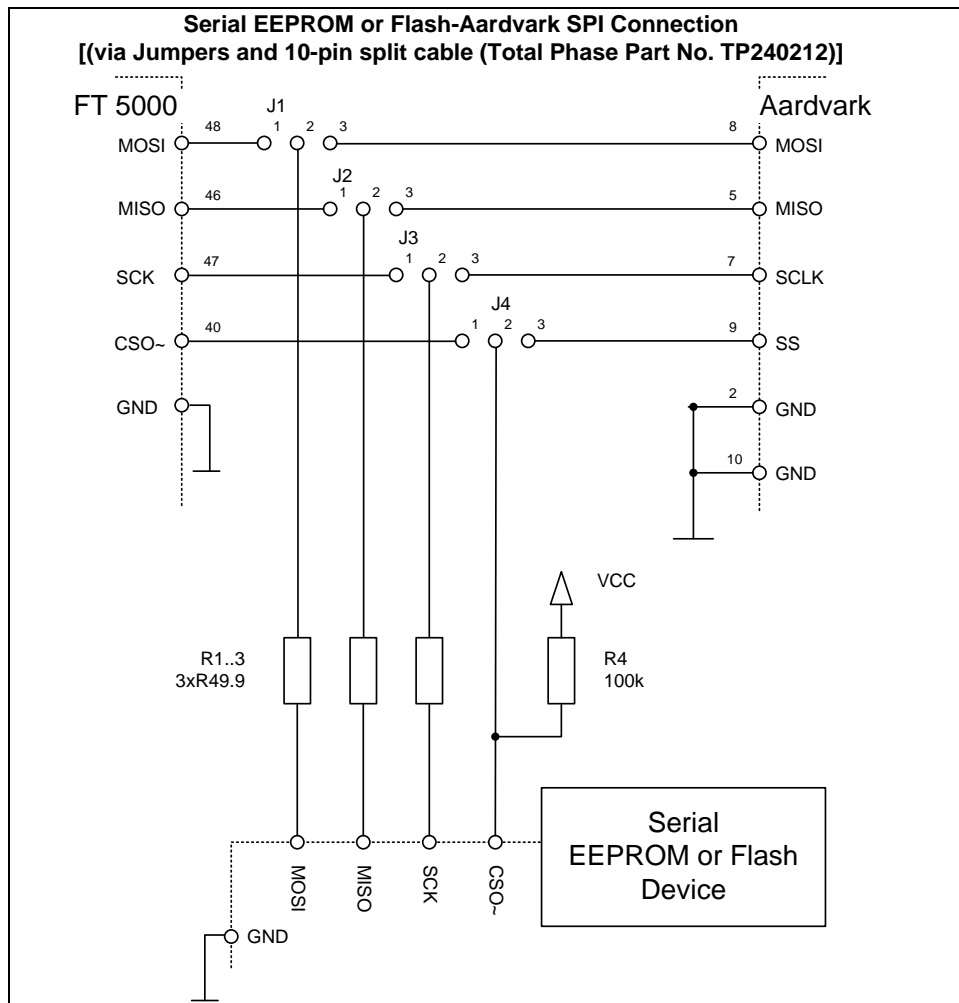 Serial EEPROM or Flash-Aardvark SPI Connection
[(via Jumpers and 10-pin split cable (Total Phase Part No. TP240212)]
FT 5000
Aardvark
J1
MOSI 48 1 2 3 8 MOSI
J2
MISO 46 1 2 3 5 MISO
J3
SCK 47 1 2 3 7 SCLK
J4
CSO~ 40 1 2 3 9 SS
GND 2 GND
10 GND
VCC
R1..3
3xR49.9
R4
100k
Serial
EEPROM or Flash
Device
MOSI
MISO
SCK
CSO~
GND